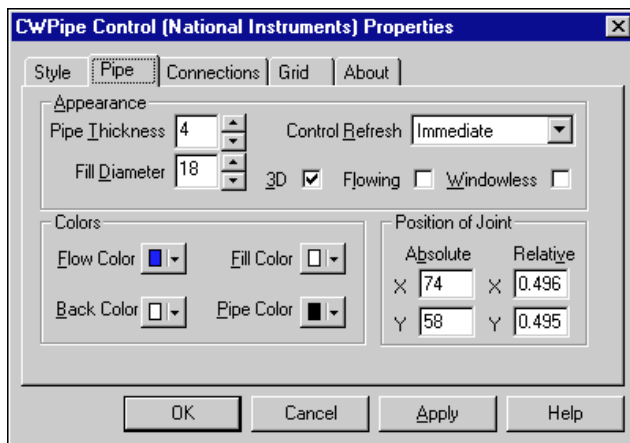 CWPipe Control (National Instruments) Properties
Style Pipe Connections Grid About
Appearance
Pipe Thickness 4 Control Refresh Immediate
Fill Diameter 18 3D Flowing Windowless
Colors Position of Joint
Flow Color Fill Color Absolute Relative
X 74 X 0.496
Back Color Pipe Color Y 58 Y 0.495
OK Cancel Apply Help